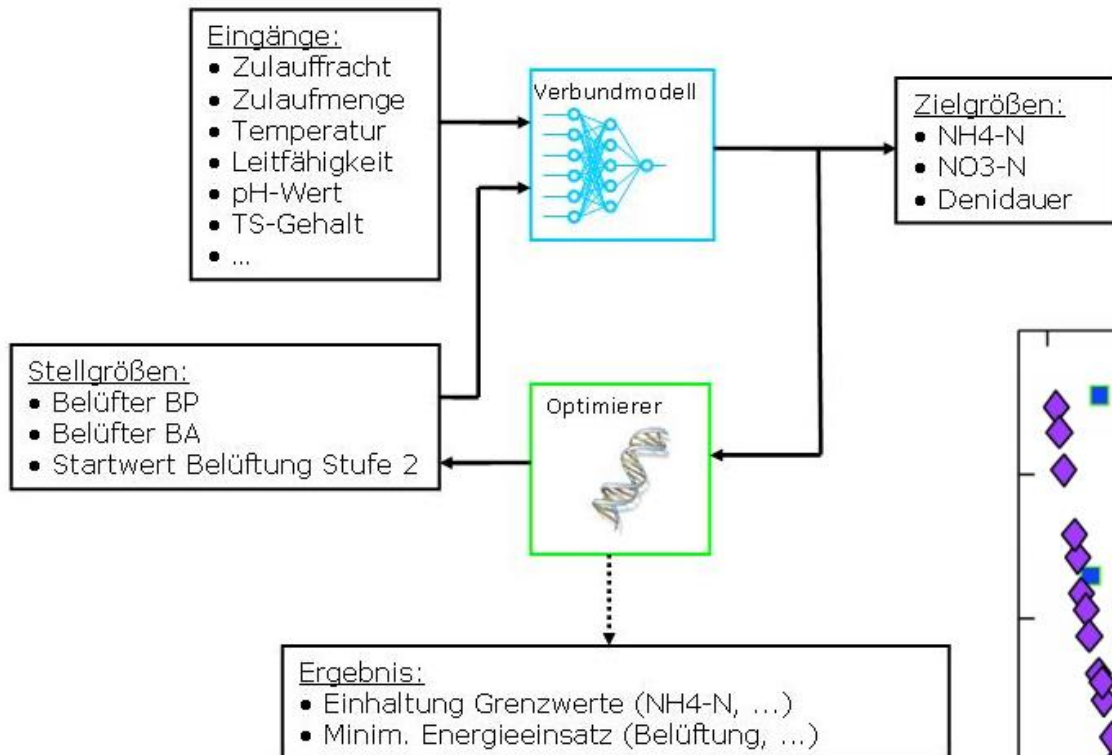 Eingänge:
• Zulauffracht
• Zulaufmenge
• Temperatur
• Leitfähigkeit
• pH-Wert
• TS-Gehalt
• ...
Verbundmodell
Zielgrößen:
• NH4-N
• NO3-N
• Denidauer
Stellgrößen:
• Belüfter BP
• Belüfter BA
• Startwert Belüftung Stufe 2
Optimierer
Ergebnis:
• Einhaltung Grenzwerte (NH4-N, ...)
• Minim. Energieeinsatz (Belüftung, ...)